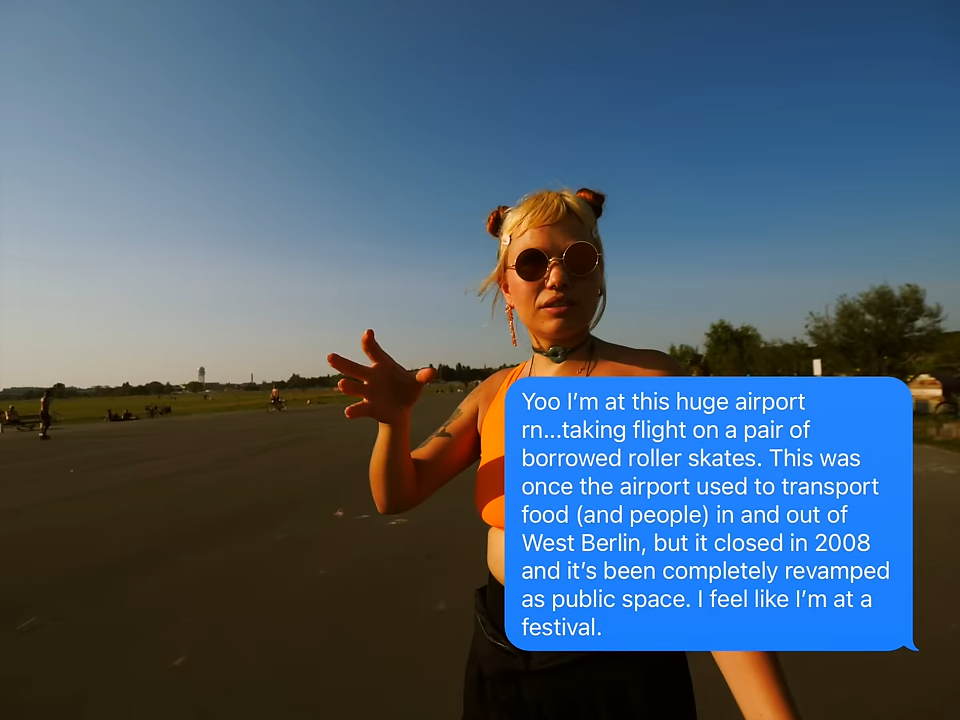 Yoo I’m at this huge airport
rn...taking flight on a pair of
borrowed roller skates. This was
once the airport used to transport
food (and people) in and out of
West Berlin, but it closed in 2008
and it’s been completely revamped
as public space. I feel like I’m at a
festival.